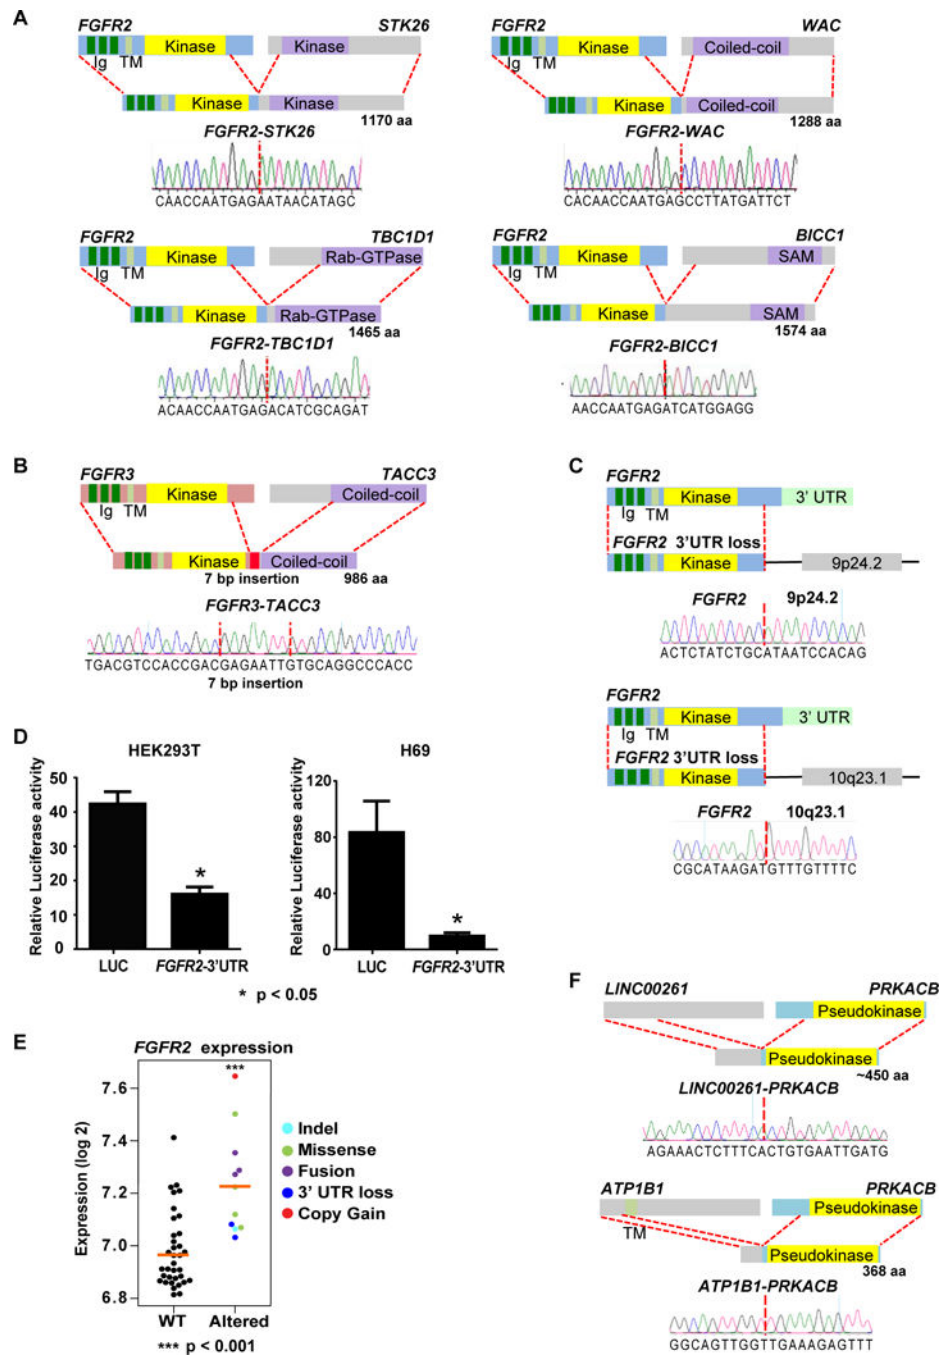 A
FGFR2
STK26
Kinase
Kinase
Ig
TM
Kinase
Kinase
1170 aa
FGFR2-STK26
CAACCAATGAGAATAACATAGC
FGFR2
WAC
Kinase
Coiled-coil
Ig
TM
Kinase
Coiled-coil
1288 aa
FGFR2-WAC
CACAACCAATGAGCCTTATGATTCT
FGFR2
TBC1D1
Kinase
Rab-GTPase
Ig
TM
Kinase
Rab-GTPase
1465 aa
FGFR2-TBC1D1
ACAACCAATGAGACATCGCAGAT
FGFR2
BICC1
Kinase
SAM
Ig
TM
Kinase
SAM
1574 aa
FGFR2-BICC1
AACCAATGAGATCATGGAGG
B
FGFR3
TACC3
Kinase
Coiled-coil
Ig
TM
Kinase
Coiled-coil
7 bp insertion
986 aa
FGFR3-TACC3
TGACGTCCACCGACGAGAATTGTGCAGGCCCACC
7 bp insertion
C
FGFR2
Kinase
3' UTR
Ig
TM
FGFR2 3'UTR loss
Kinase
9p24.2
FGFR2
9p24.2
ACTCTATCTGCATAATCCACAG
FGFR2
Kinase
3' UTR
Ig
TM
FGFR2 3'UTR loss
Kinase
10q23.1
FGFR2
10q23.1
CGCATAAGATGTTTGTTTTC
D
HEK293T
Relative Luciferase activity
50
40
30
20
10
0
*
LUC
FGFR2-3'UTR
H69
Relative Luciferase activity
120
80
40
0
*
LUC
FGFR2-3'UTR
* p < 0.05
E
FGFR2 expression
***
Expression (log 2)
7.6
7.4
7.2
7.0
6.8
WT
Altered
*** p < 0.001
Indel
Missense
Fusion
3' UTR loss
Copy Gain
F
LINC00261
PRKACB
Pseudokinase
Pseudokinase
~450 aa
LINC00261-PRKACB
AGAAACTCTTTCACTGTGAATTGATG
ATP1B1
PRKACB
Pseudokinase
TM
Pseudokinase
368 aa
ATP1B1-PRKACB
GGCAGTTGGTTGAAAGAGTTT